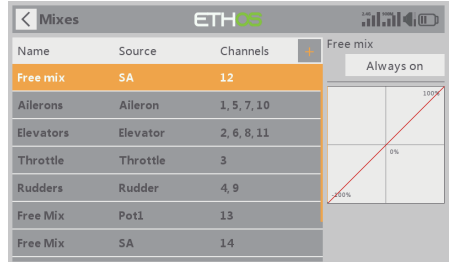 Mixes
ETHOS
Name Source Channels +
Free mix
Always on
Free mix SA 12
Ailerons Aileron 1, 5, 7, 10
Elevators Elevator 2, 6, 8, 11
Throttle Throttle 3
Rudders Rudder 4, 9
Free Mix Pot1 13
Free Mix SA 14
100%
0%
-100%